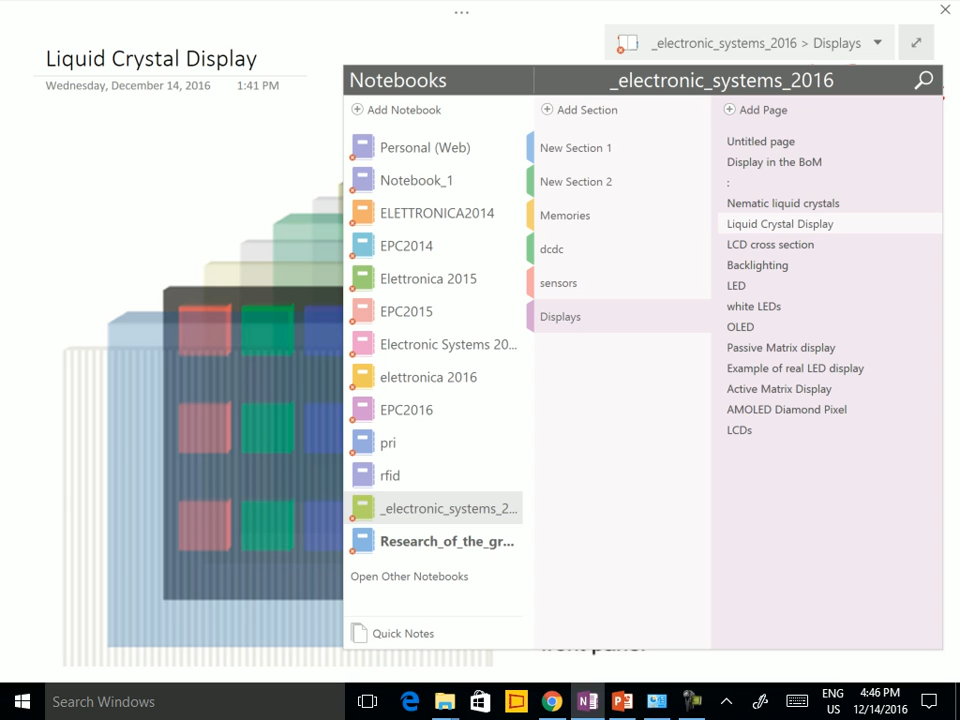 Liquid Crystal Display
Wednesday, December 14, 2016 1:41 PM
_electronic_systems_2016 > Displays
Notebooks
_electronic_systems_2016
Add Notebook
Personal (Web)
Notebook_1
ELETTRONICA2014
EPC2014
Elettronica 2015
EPC2015
Electronic Systems 20...
elettronica 2016
EPC2016
pri
rfid
_electronic_systems_2...
Research_of_the_gr...
Open Other Notebooks
Quick Notes
Add Section
New Section 1
New Section 2
Memories
dcdc
sensors
Displays
Add Page
Untitled page
Display in the BoM
:
Nematic liquid crystals
Liquid Crystal Display
LCD cross section
Backlighting
LED
white LEDs
OLED
Passive Matrix display
Example of real LED display
Active Matrix Display
AMOLED Diamond Pixel
LCDs
Search Windows
ENG
US
4:46 PM
12/14/2016